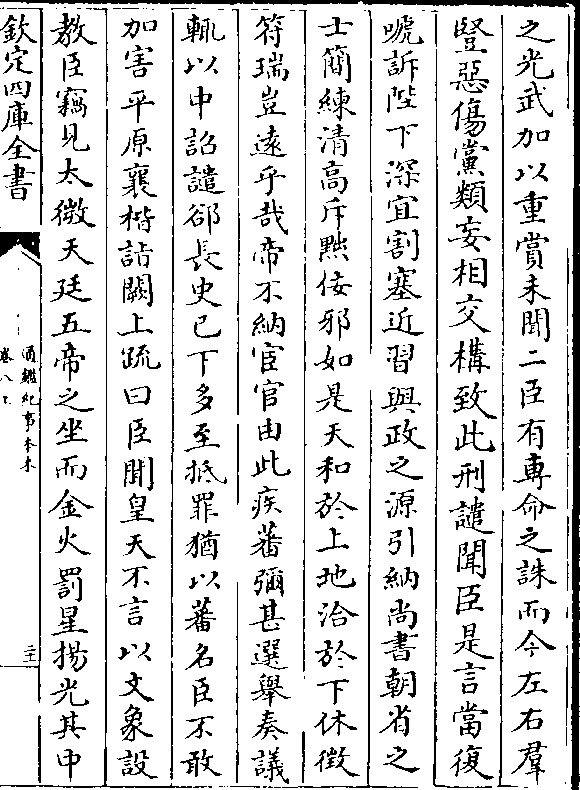 之光武加以重賞未聞二臣有專命之誅而今左右羣
豎惡傷黨類妄相交構致此刑譴聞臣是言當復
嗁訴陛下深宜割塞近習與政之源引納尚書朝省之
士簡練清高斥黜佞邪如是天和於上地洽於下休徵
符瑞豈遠乎哉帝不納宦官由此疾蕃彌甚選舉奏議
輒以中詔譴郤長史已下多至抵罪猶以蕃名臣不敢
加害平原襄楷詣闕上疏曰臣聞皇天不言以文象設
教臣竊見太微天廷五帝之坐而金火罰星揚光其中
欽定四庫全書
通鑑紀事本末
卷八上